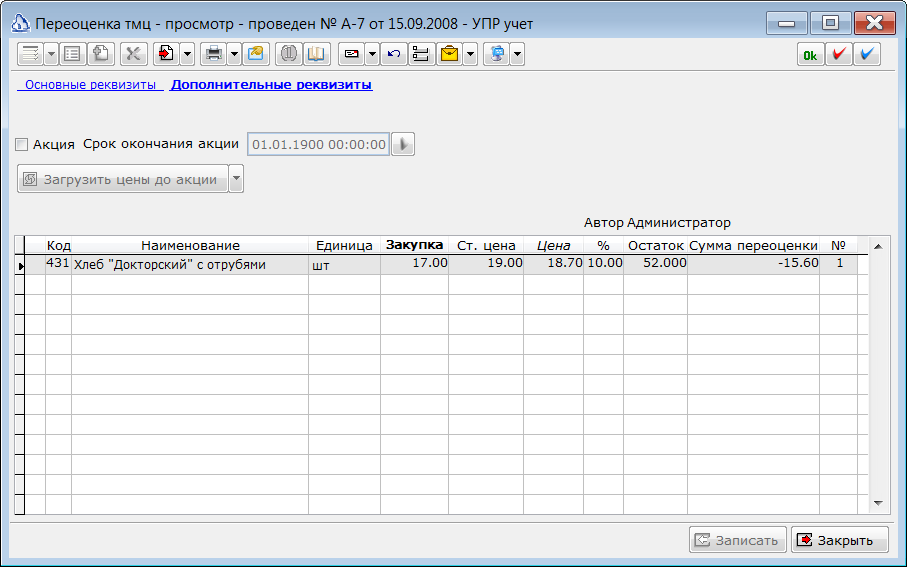 Переоценка тмц - просмотр - проведен № А-7 от 15.09.2008 - УПР учет
Ok
Основные реквизиты Дополнительные реквизиты
Акция Срок окончания акции 01.01.1900 00:00:00
Загрузить цены до акции
Автор Администратор
Код Наименование Единица Закупка Ст. цена Цена % Остаток Сумма переоценки №
431 Хлеб "Докторский" с отрубями шт 17.00 19.00 18.70 10.00 52.000 -15.60 1
Записать Закрыть